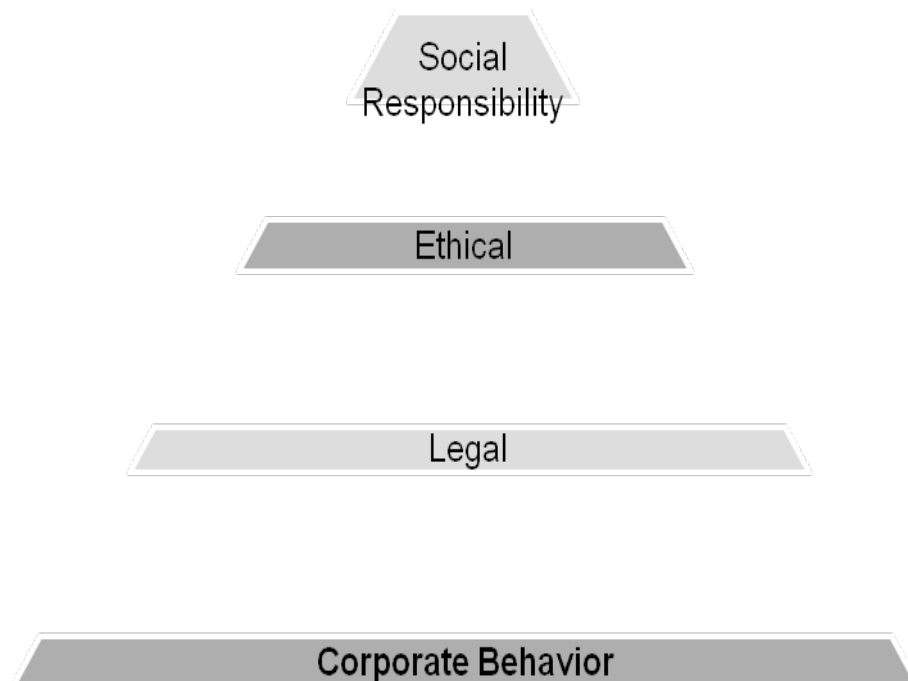 Social
Responsibility
Ethical
Legal
Corporate Behavior